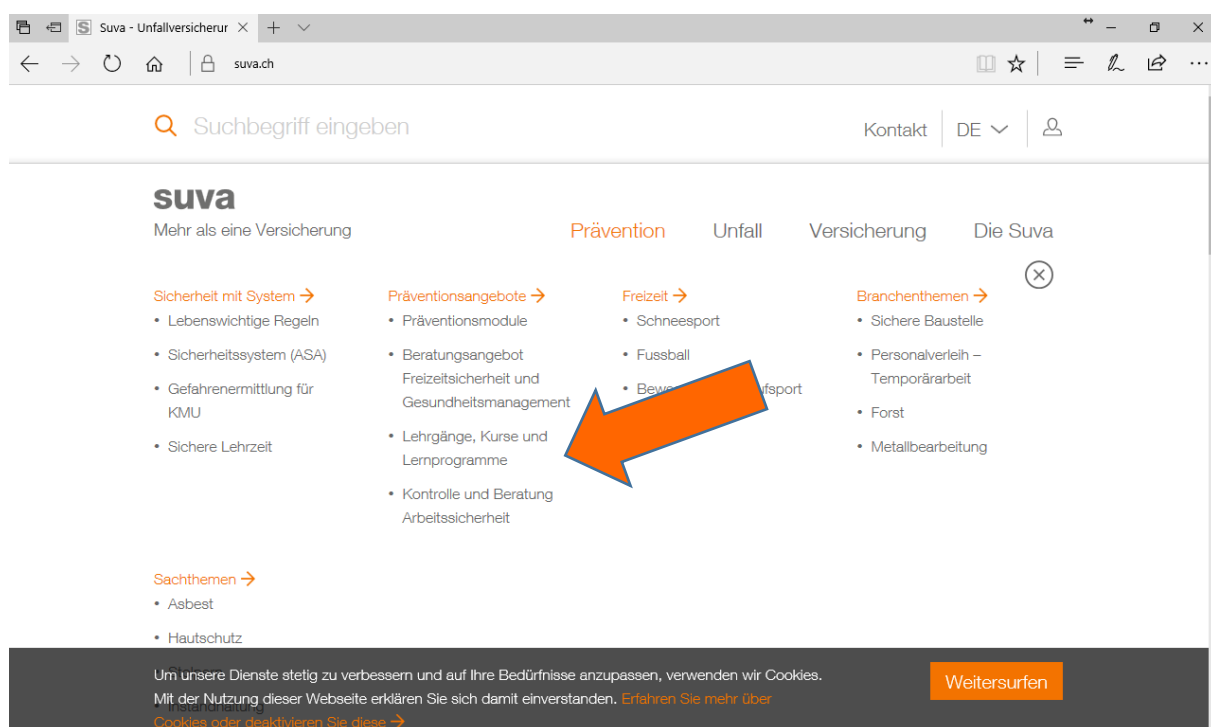 Suva - Unfallversicherur
suva.ch
Suchbegriff eingeben
Kontakt
DE
suva
Mehr als eine Versicherung
Prävention
Unfall
Versicherung
Die Suva
Sicherheit mit System →
• Lebenswichtige Regeln
• Sicherheitssystem (ASA)
• Gefahrenermittlung für
KMU
• Sichere Lehrzeit
Präventionsangebote →
• Präventionsmodule
• Beratungsangebot
Freizeitsicherheit und
Gesundheitsmanagement
• Lehrgänge, Kurse und
Lernprogramme
• Kontrolle und Beratung
Arbeitssicherheit
Freizeit →
• Schneesport
• Fussball
Branchenthemen →
• Sichere Baustelle
• Personalverleih –
Temporärarbeit
• Forst
• Metallbearbeitung
Sachthemen →
• Asbest
• Hautschutz
• Instandhaltung
Um unsere Dienste stetig zu verbessern und auf Ihre Bedürfnisse anzupassen, verwenden wir Cookies.
Mit der Nutzung dieser Webseite erklären Sie sich damit einverstanden. Erfahren Sie mehr über
Cookies oder deaktivieren Sie diese →
Weitersurfen